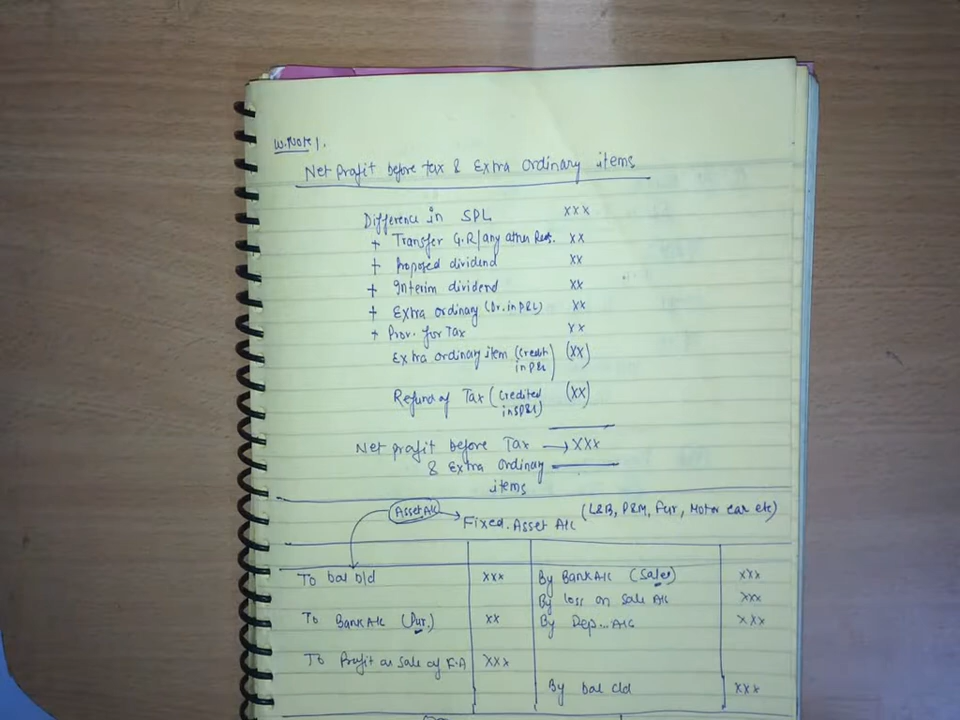 W.Note 1.
Net Profit before tax & Extra Ordinary items
Difference in SPL xxx
+ Transfer G.R/any other Res. xx
+ Proposed dividend xx
+ Interim dividend xx
+ Extra Ordinary (Dr. in P&L) xx
+ Prov. for Tax xx
Extra ordinary item (credit in P&L) (xx)
Refund of Tax (credited in SP&L) (xx)
Net profit before Tax → xxx
& Extra Ordinary
items
Asset A/c → Fixed Asset A/c (L&B, P&M, Fur, Motor car etc)
To bal b/d xxx By Bank A/c (Sales) xxx
By loss on sale A/c xxx
To Bank A/c (Pur.) xx By Dep... A/c xxx
To Profit on Sale of F.A xxx
By bal c/d xxx